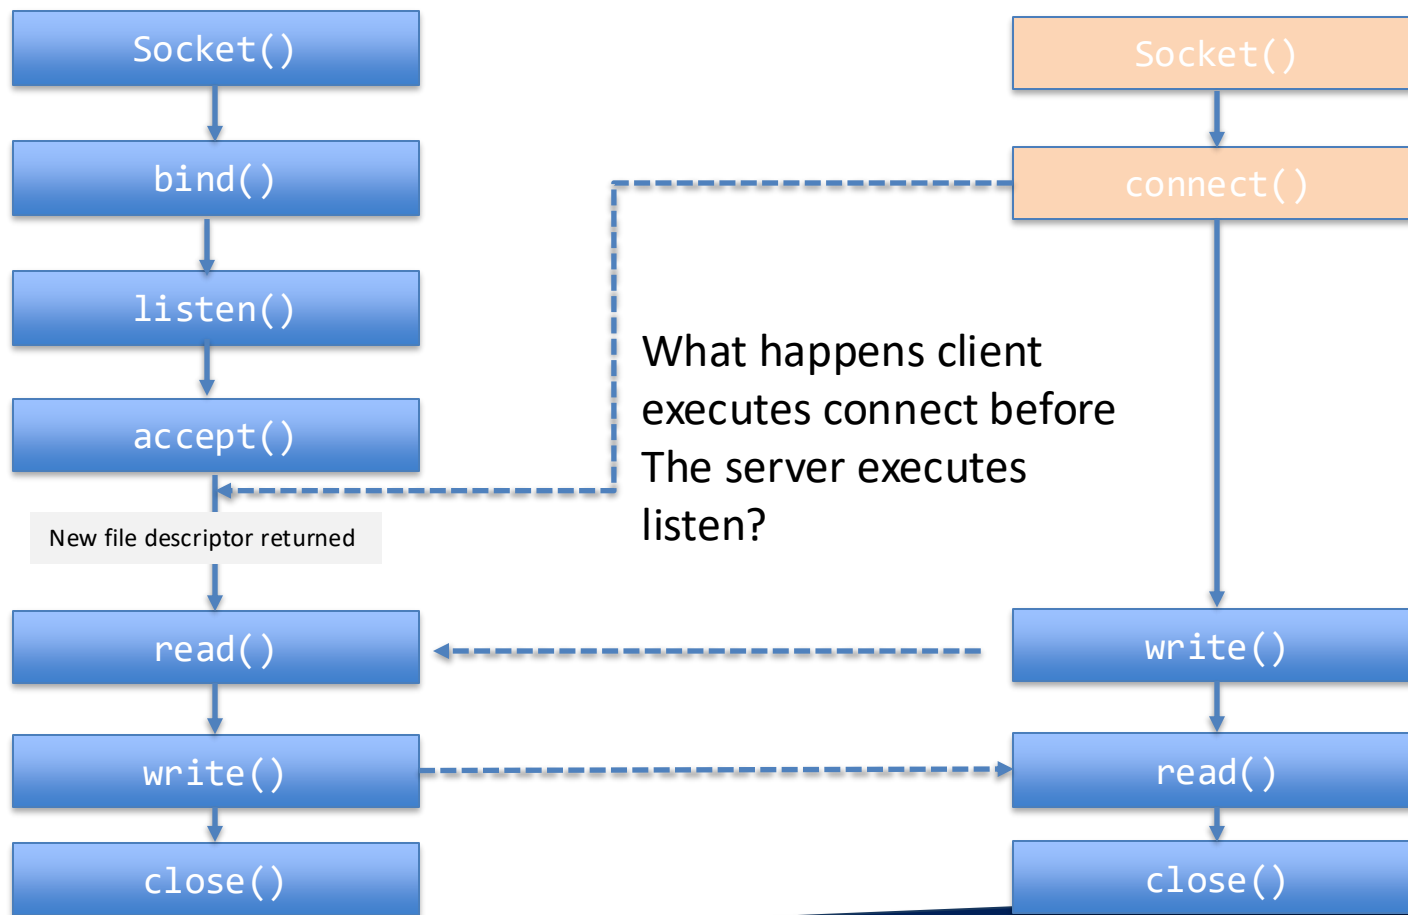 Socket()
bind()
listen()
accept()
New file descriptor returned
read()
write()
close()
What happens client
executes connect before
The server executes
listen?
Socket()
connect()
write()
read()
close()